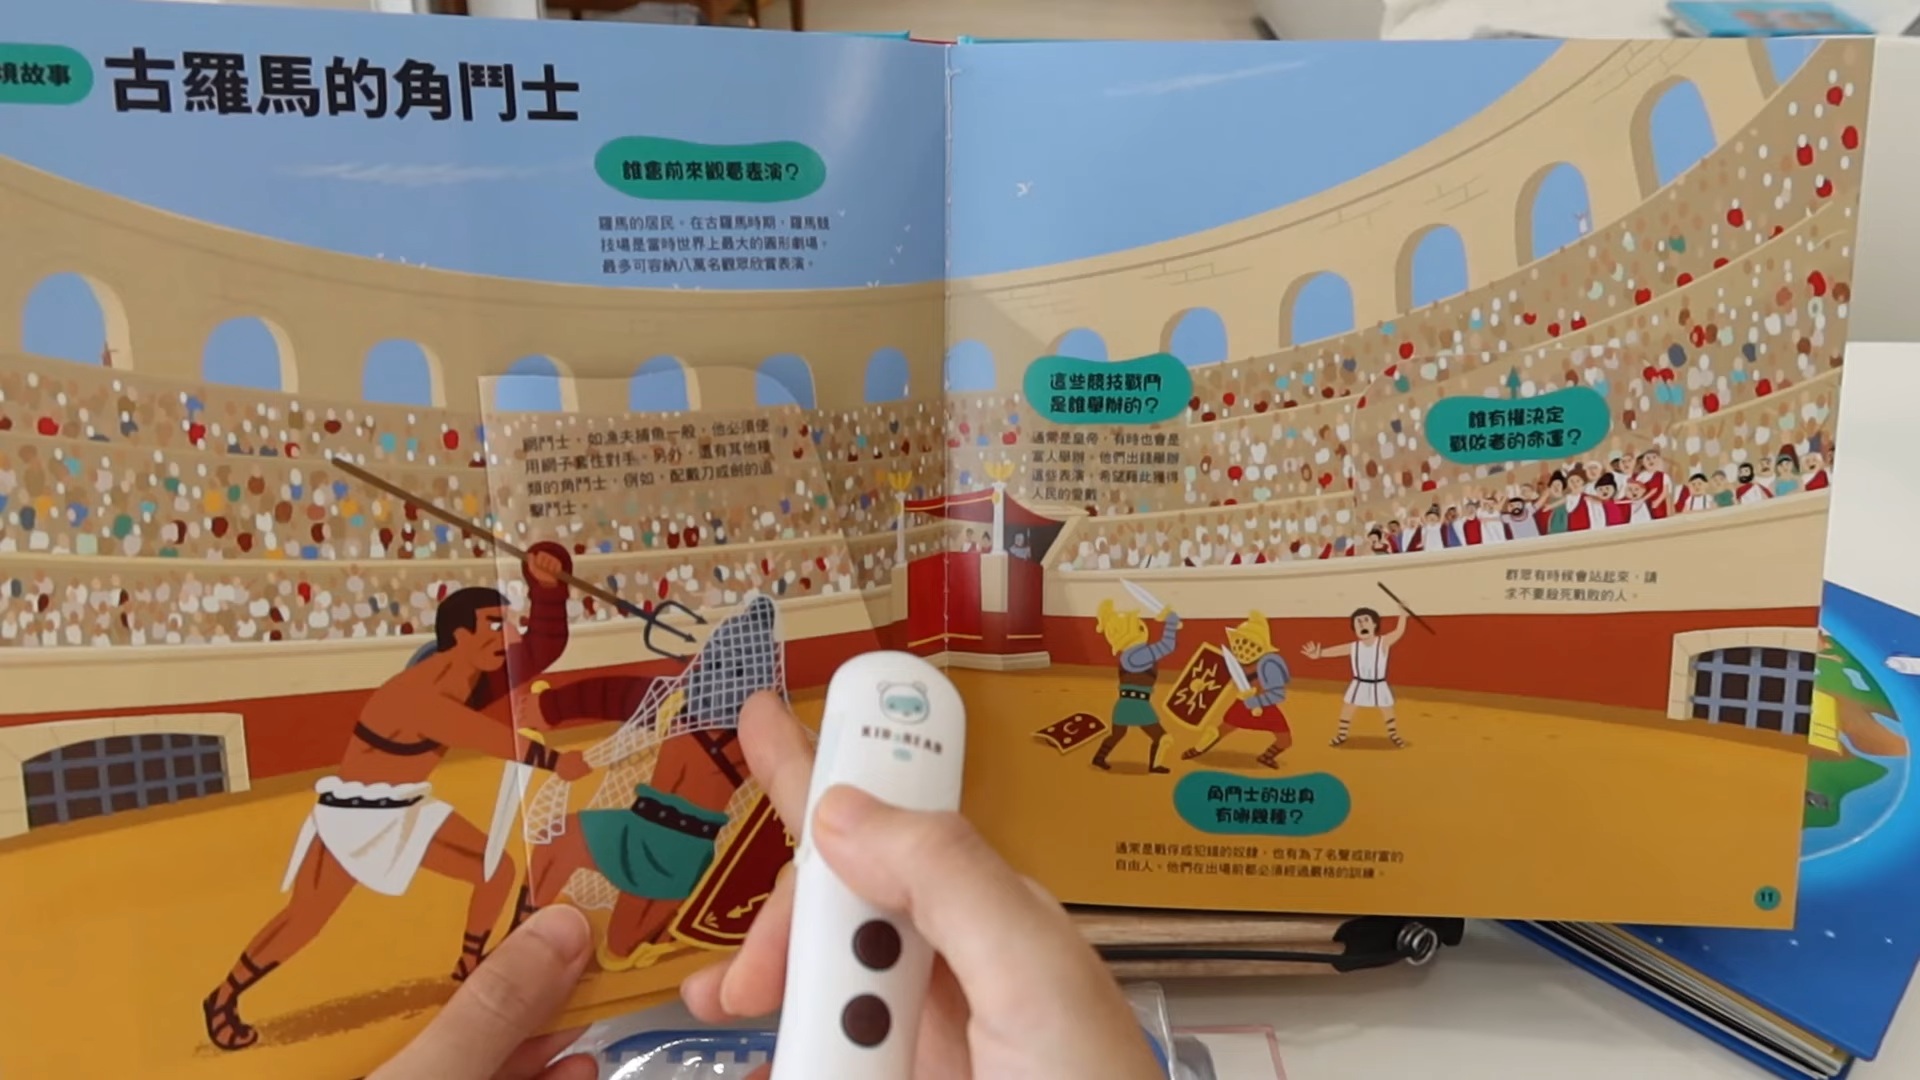 境故事
古羅馬的角鬥士
誰會前來觀看表演？
羅馬的居民。在古羅馬時期，羅馬競
技場是當時世界上最大的圓形劇場。
最多可容納八萬名觀眾欣賞表演。
網鬥士，如漁夫捕魚一般，他必須使
用網子套住對手。另外，還有其他種
類的角鬥士，例如，配戴刀或劍的追
擊鬥士。
這些競技戰鬥
是誰舉辦的？
通常是皇帝，有時也會是
富人舉辦。他們出錢舉辦
這些表演，希望藉此獲得
人民的愛戴。
誰有權決定
戰敗者的命運？
群眾有時候會站起來，請
求不要殺死戰敗的人。
角鬥士的出身
有哪幾種？
通常是戰俘或犯錯的奴隸，也有為了名聲或財富的
自由人。他們在出場前都必須經過嚴格的訓練。
11
KIDSREAD